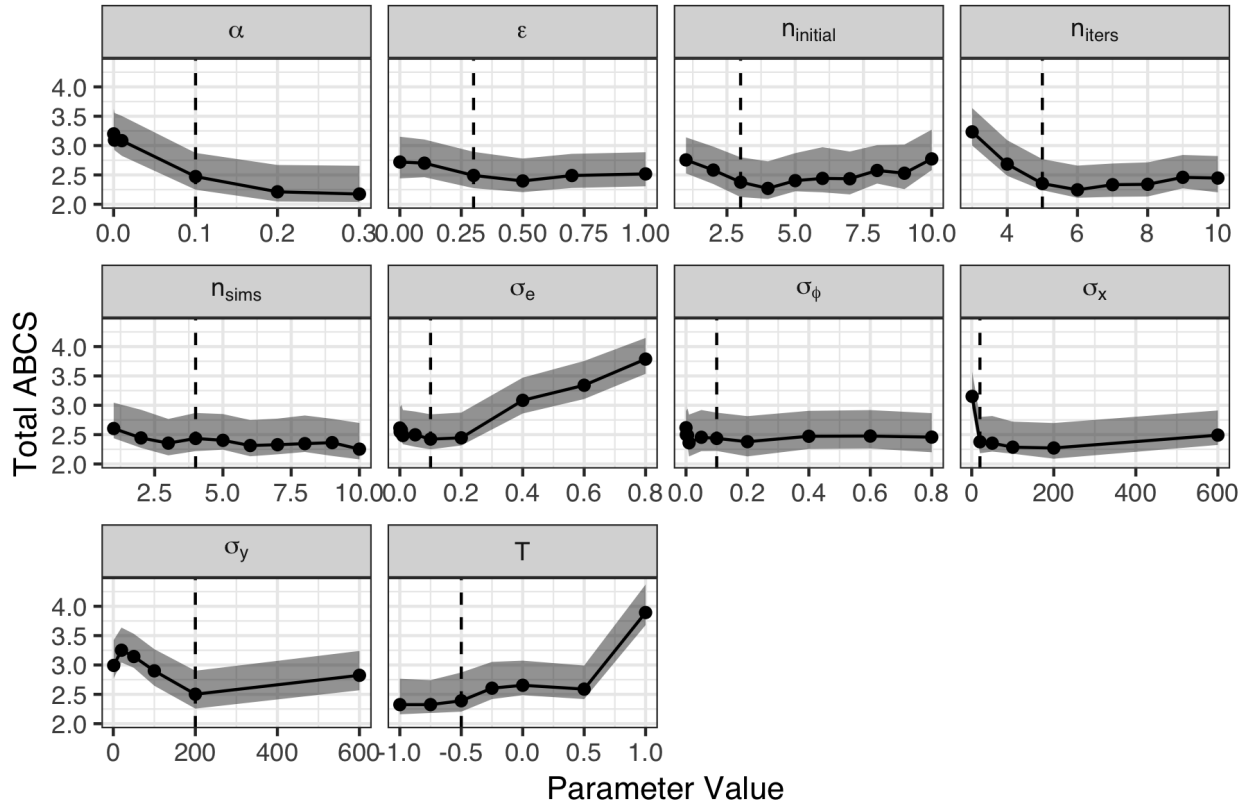 α ε n_initial n_iters
4.0
3.5
3.0
2.5
2.0
0.0 0.1 0.2 0.3 0.00 0.25 0.50 0.75 1.00 2.5 5.0 7.5 10.0 4 6 8 10
n_sims σ_e σ_ϕ σ_x
Total ABCS
4.0
3.5
3.0
2.5
2.0
2.5 5.0 7.5 10.0 0.0 0.2 0.4 0.6 0.8 0.0 0.2 0.4 0.6 0.8 0 200 400 600
σ_y T
4.0
3.5
3.0
2.5
2.0
0 200 400 600 -1.0 -0.5 0.0 0.5 1.0
Parameter Value